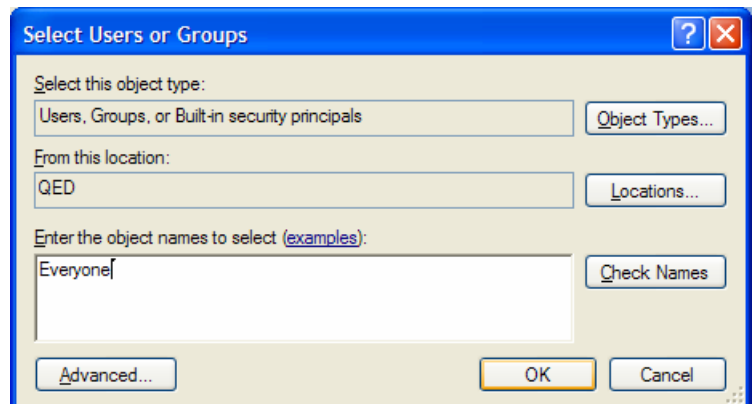 Select Users or Groups
Select this object type:
Users, Groups, or Built-in security principals
Object Types...
From this location:
QED
Locations...
Enter the object names to select (examples):
Everyone
Check Names
Advanced...
OK
Cancel